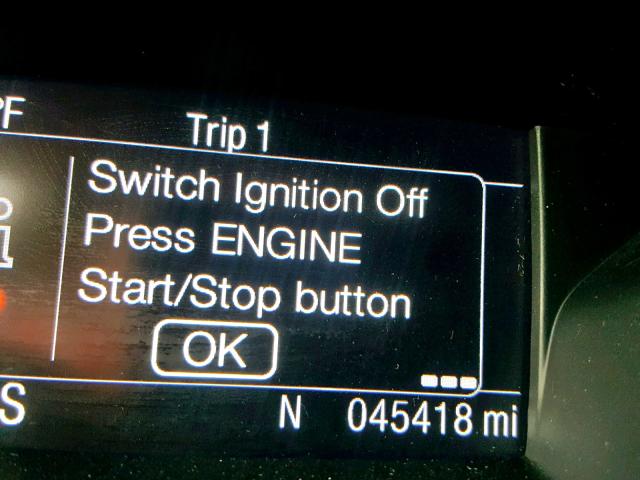 °F
Trip 1
Switch Ignition Off
Press ENGINE
Start/Stop button
OK
S N 045418 mi